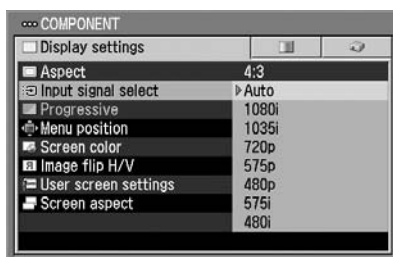 COMPONENT
Display settings
Aspect 4:3
Input signal select Auto
Progressive 1080i
Menu position 1035i
Screen color 720p
Image flip H/V 575p
User screen settings 480p
Screen aspect 575i
480i